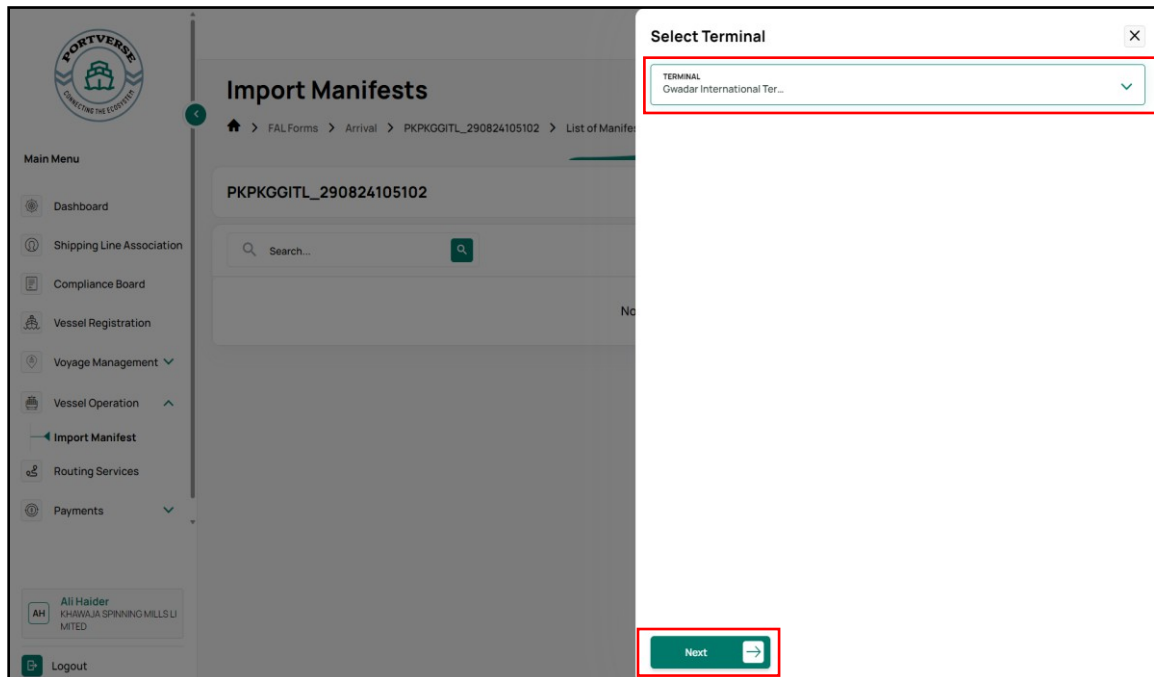 PORTVERSE
CONNECTING THE ECOSYSTEM
Main Menu
Dashboard
Shipping Line Association
Compliance Board
Vessel Registration
Voyage Management
Vessel Operation
Import Manifest
Routing Services
Payments
AH
Ali Haider
KHAWAJA SPINNING MILLS LI
MITED
Logout
Import Manifests
> FAL Forms > Arrival > PKPKGGITL_290824105102 > List of Manife
PKPKGGITL_290824105102
Search...
No
Select Terminal
X
TERMINAL
Gwadar International Ter...
Next